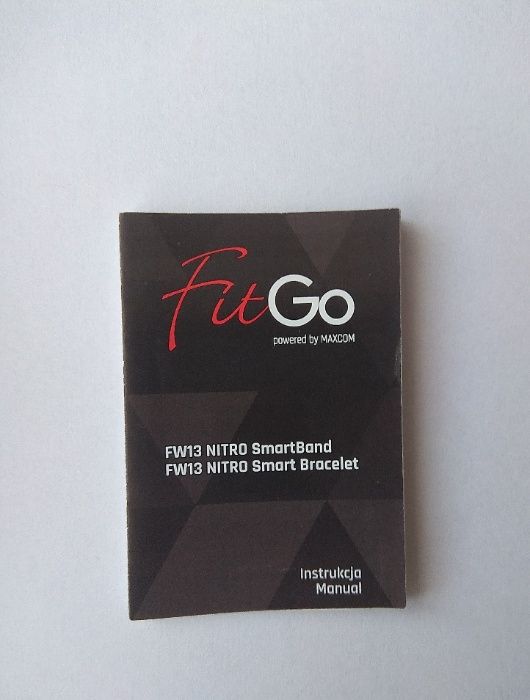 FitGo
powered by MAXCOM
FW13 NITRO SmartBand
FW13 NITRO Smart Bracelet
Instrukcja
Manual